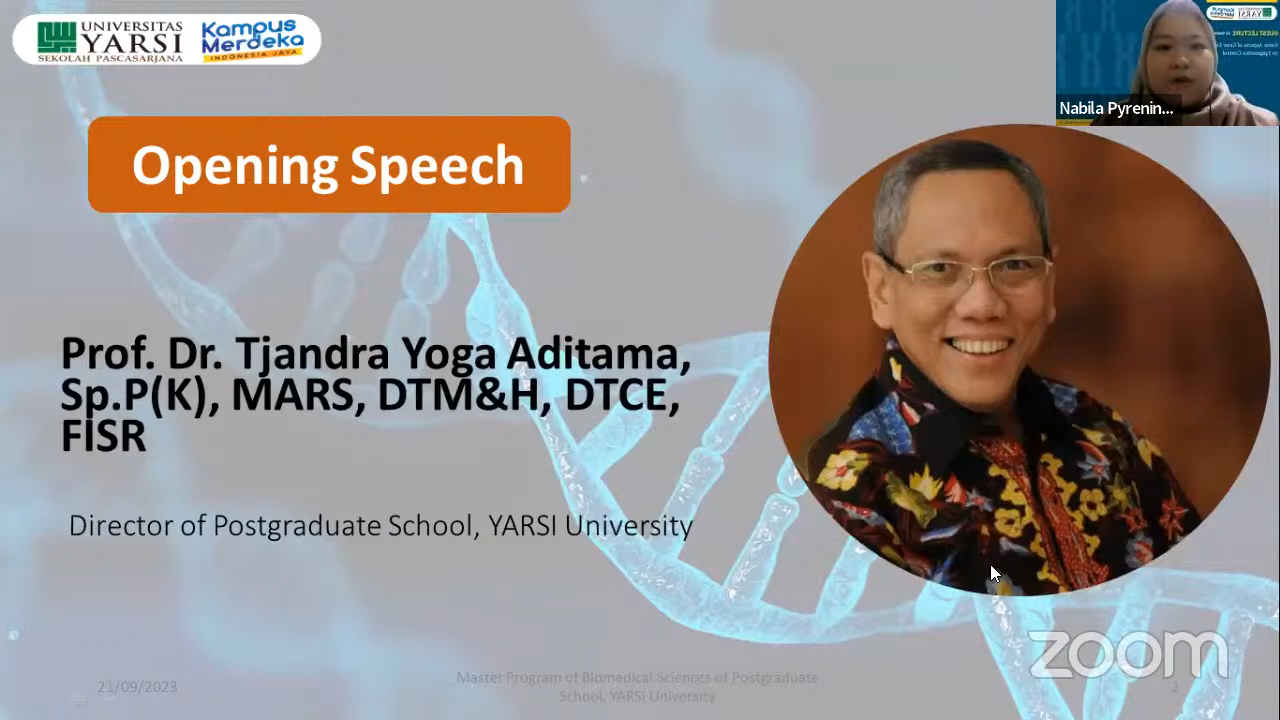 UNIVERSITAS
YARSI
SEKOLAH PASCASARJANA
Kampus
Merdeka
INDONESIA JAYA
Nabila Pyrenin...
Opening Speech
Prof. Dr. Tjandra Yoga Aditama,
Sp.P(K), MARS, DTM&H, DTCE,
FISR
Director of Postgraduate School, YARSI University
zoom
21/09/2023
Master Program of Biomedical Sciences of Postgraduate
School, YARSI University